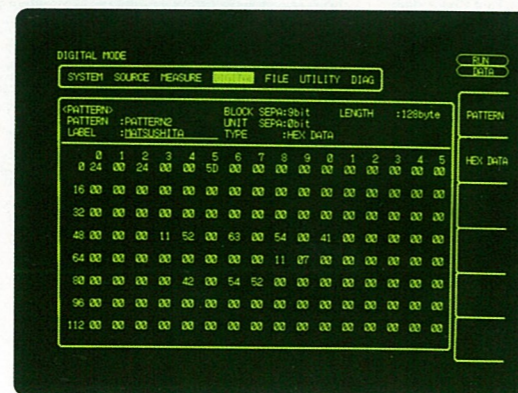 DIGITAL MODE
RUN
DATA
SYSTEM SOURCE MEASURE DIGITAL FILE UTILITY DIAG
<PATTERN> BLOCK SEPA:9bit LENGTH :128byte
PATTERN :PATTERN2 UNIT SEPA:0bit
LABEL :MATSUSHITA TYPE :HEX DATA
PATTERN
HEX DATA
0 1 2 3 4 5 6 7 8 9 0 1 2 3 4 5
0 24 00 24 00 00 5D 00 00 00 00 00 00 00 00 00 00
16 00 00 00 00 00 00 00 00 00 00 00 00 00 00 00 00
32 00 00 00 00 00 00 00 00 00 00 00 00 00 00 00 00
48 00 00 00 11 52 00 63 00 54 00 41 00 00 00 00 00
64 00 00 00 00 00 00 00 00 11 07 00 00 00 00 00 00
80 00 00 00 00 42 00 54 52 00 00 00 00 00 00 00 00
96 00 00 00 00 00 00 00 00 00 00 00 00 00 00 00 00
112 00 00 00 00 00 00 00 00 00 00 00 00 00 00 00 00